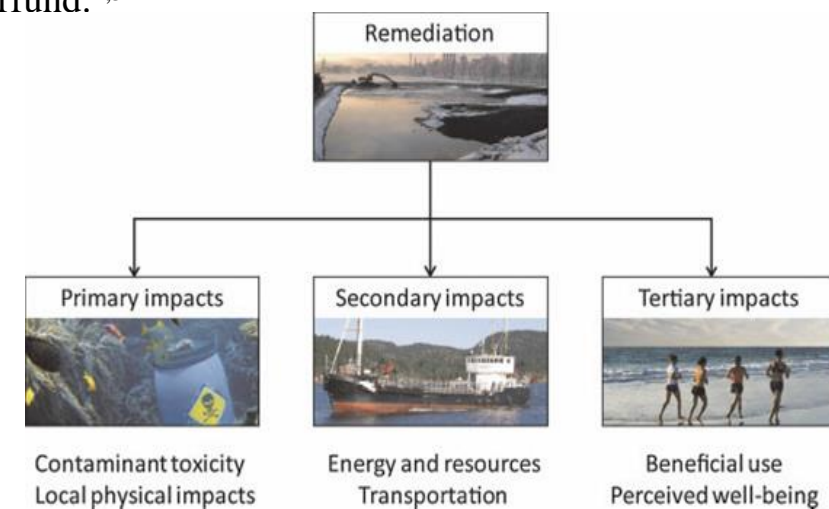 Remediation
Primary impacts
Secondary impacts
Tertiary impacts
Contaminant toxicity
Local physical impacts
Energy and resources
Transportation
Beneficial use
Perceived well-being